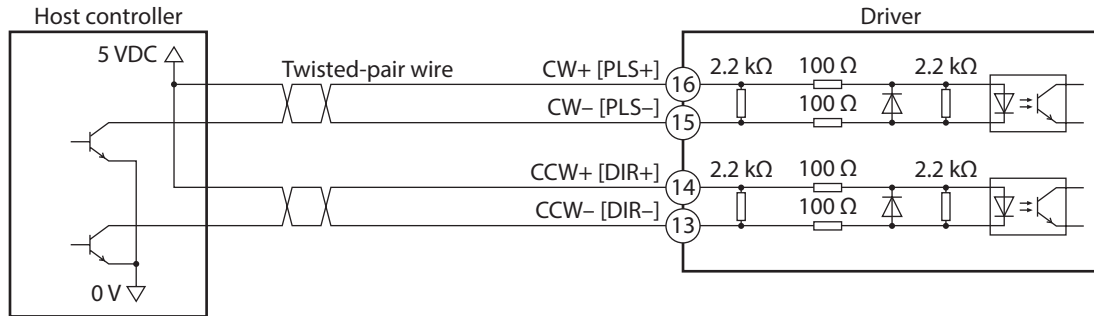 Host controller
Driver
5 VDC
Twisted-pair wire
CW+ [PLS+]
16
2.2 kΩ
100 Ω
2.2 kΩ
CW– [PLS–]
15
100 Ω
CCW+ [DIR+]
14
2.2 kΩ
100 Ω
2.2 kΩ
CCW– [DIR–]
13
100 Ω
0 V